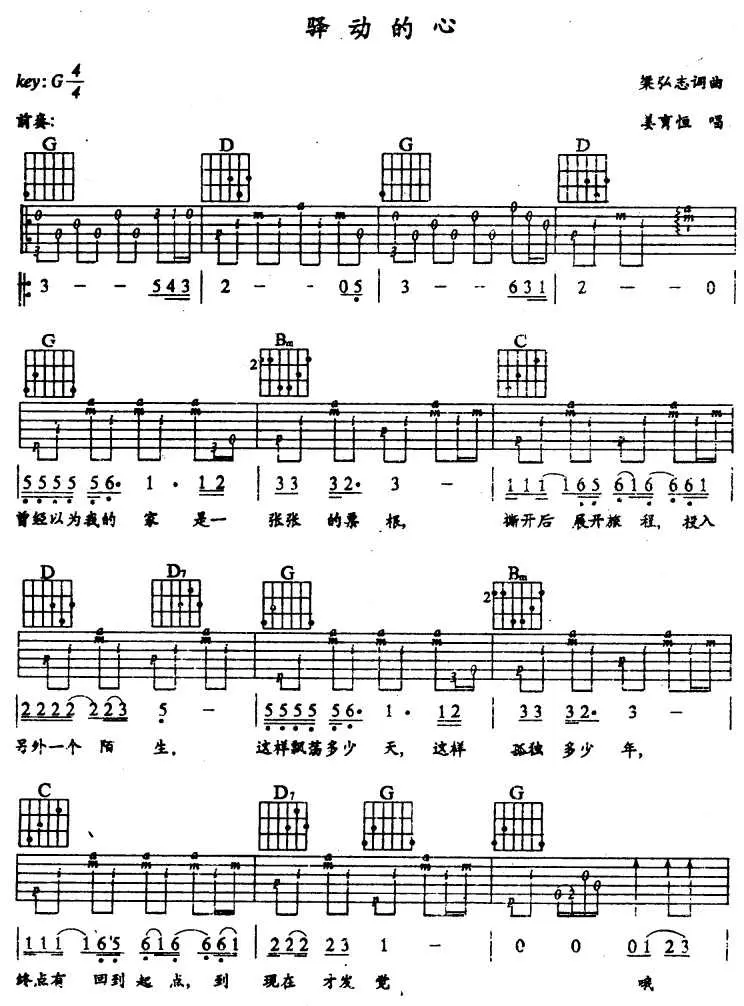 驿动的心
key: G 4/4
梁弘志词曲
前奏:
姜育恒 唱
G D G D
3 - - 543 | 2 - - 05 | 3 - - 631 | 2 - - 0
G Bm C
2
5555 56· 1 · 12 | 33 32· 3 - | 111 165 616 661
曾经以为我的 家 是一 张张 的票 根, 撕开后 展开旅 程, 投入
D D7 G Bm
2
2222 223 5 - | 5555 56· 1 · 12 | 33 32· 3 -
另外一个 陌 生, 这样飘荡多少 天, 这样 孤独 多少 年,
C D7 G G
111 165 616 661 | 222 23 1 - | 0 0 01 23
终点有 回到 起 点, 到 现在 才发 觉 哦